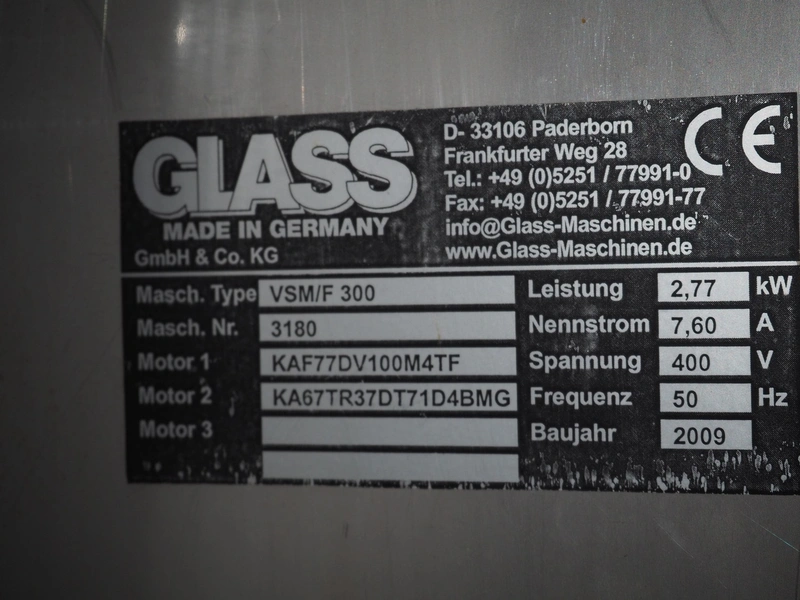 GLASS
MADE IN GERMANY
GmbH & Co. KG
D- 33106 Paderborn
Frankfurter Weg 28
Tel.: +49 (0)5251 / 77991-0
Fax: +49 (0)5251 / 77991-77
info@Glass-Maschinen.de
www.Glass-Maschinen.de
CE
Masch. Type VSM/F 300
Masch. Nr. 3180
Motor 1 KAF77DV100M4TF
Motor 2 KA67TR37DT71D4BMG
Motor 3
Leistung 2,77 kW
Nennstrom 7,60 A
Spannung 400 V
Frequenz 50 Hz
Baujahr 2009